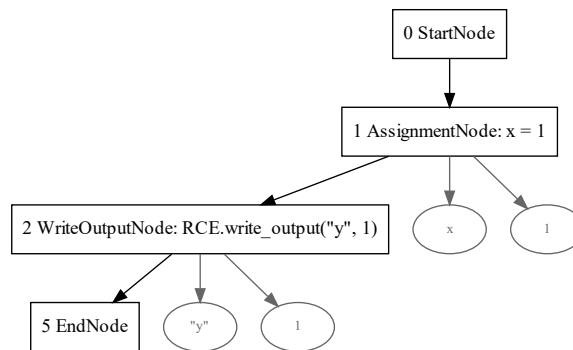 0 StartNode
1 AssignmentNode: x = 1
2 WriteOutputNode: RCE.write_output("y", 1)
x
1
5 EndNode
"y"
1